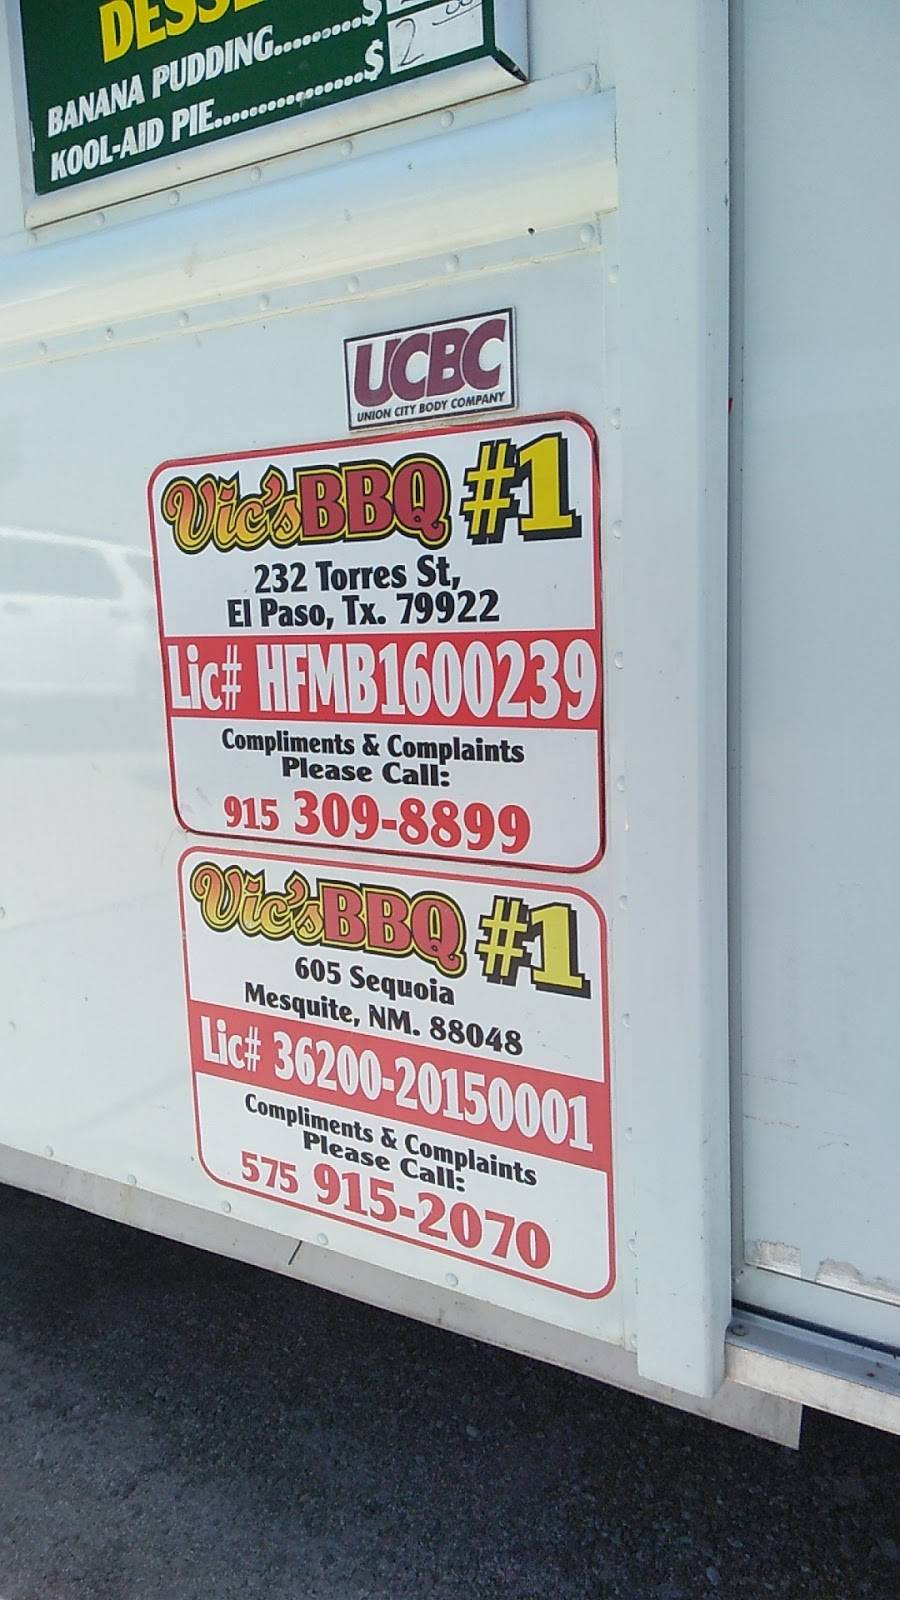 DESSE
BANANA PUDDING..........$
KOOL-AID PIE................$ 2
UCBC
UNION CITY BODY COMPANY
Vic's BBQ #1
232 Torres St,
El Paso, Tx. 79922
Lic# HFMB1600239
Compliments & Complaints
Please Call:
915 309-8899
Vic's BBQ #1
605 Sequoia
Mesquite, NM. 88048
Lic# 36200-20150001
Compliments & Complaints
Please Call:
575 915-2070